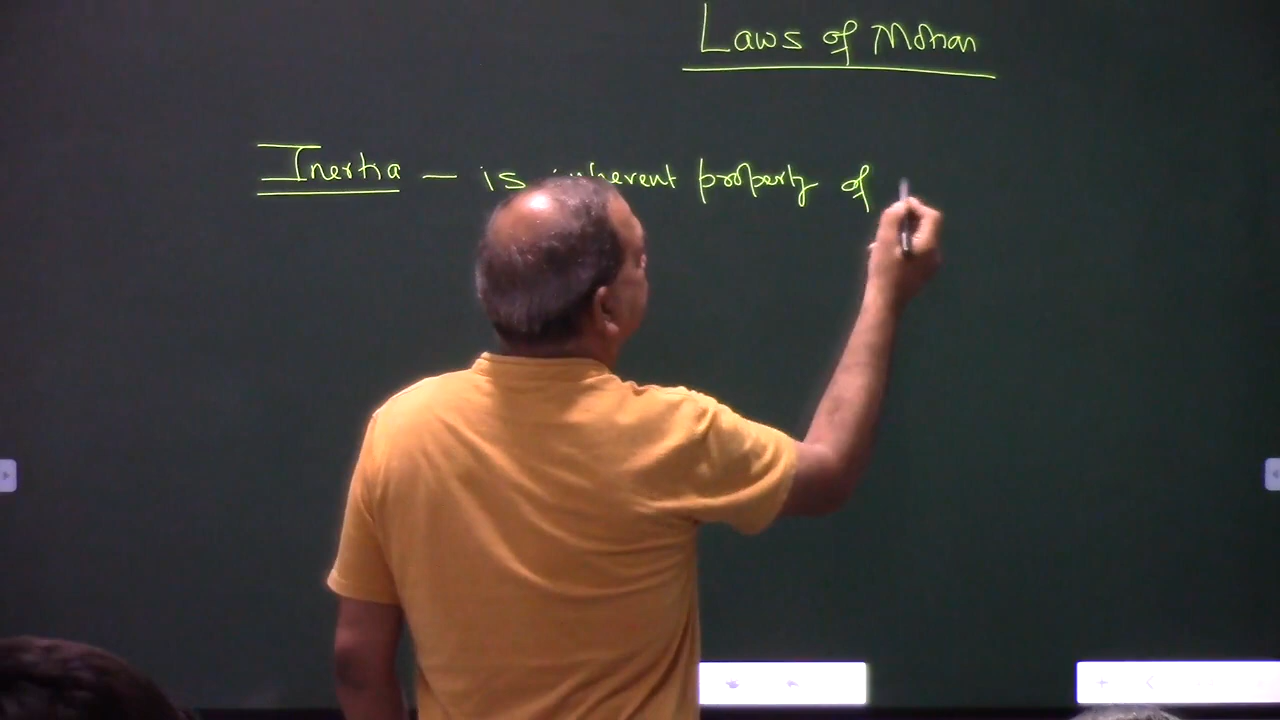 Laws of Motion
Inertia — is inherent property of